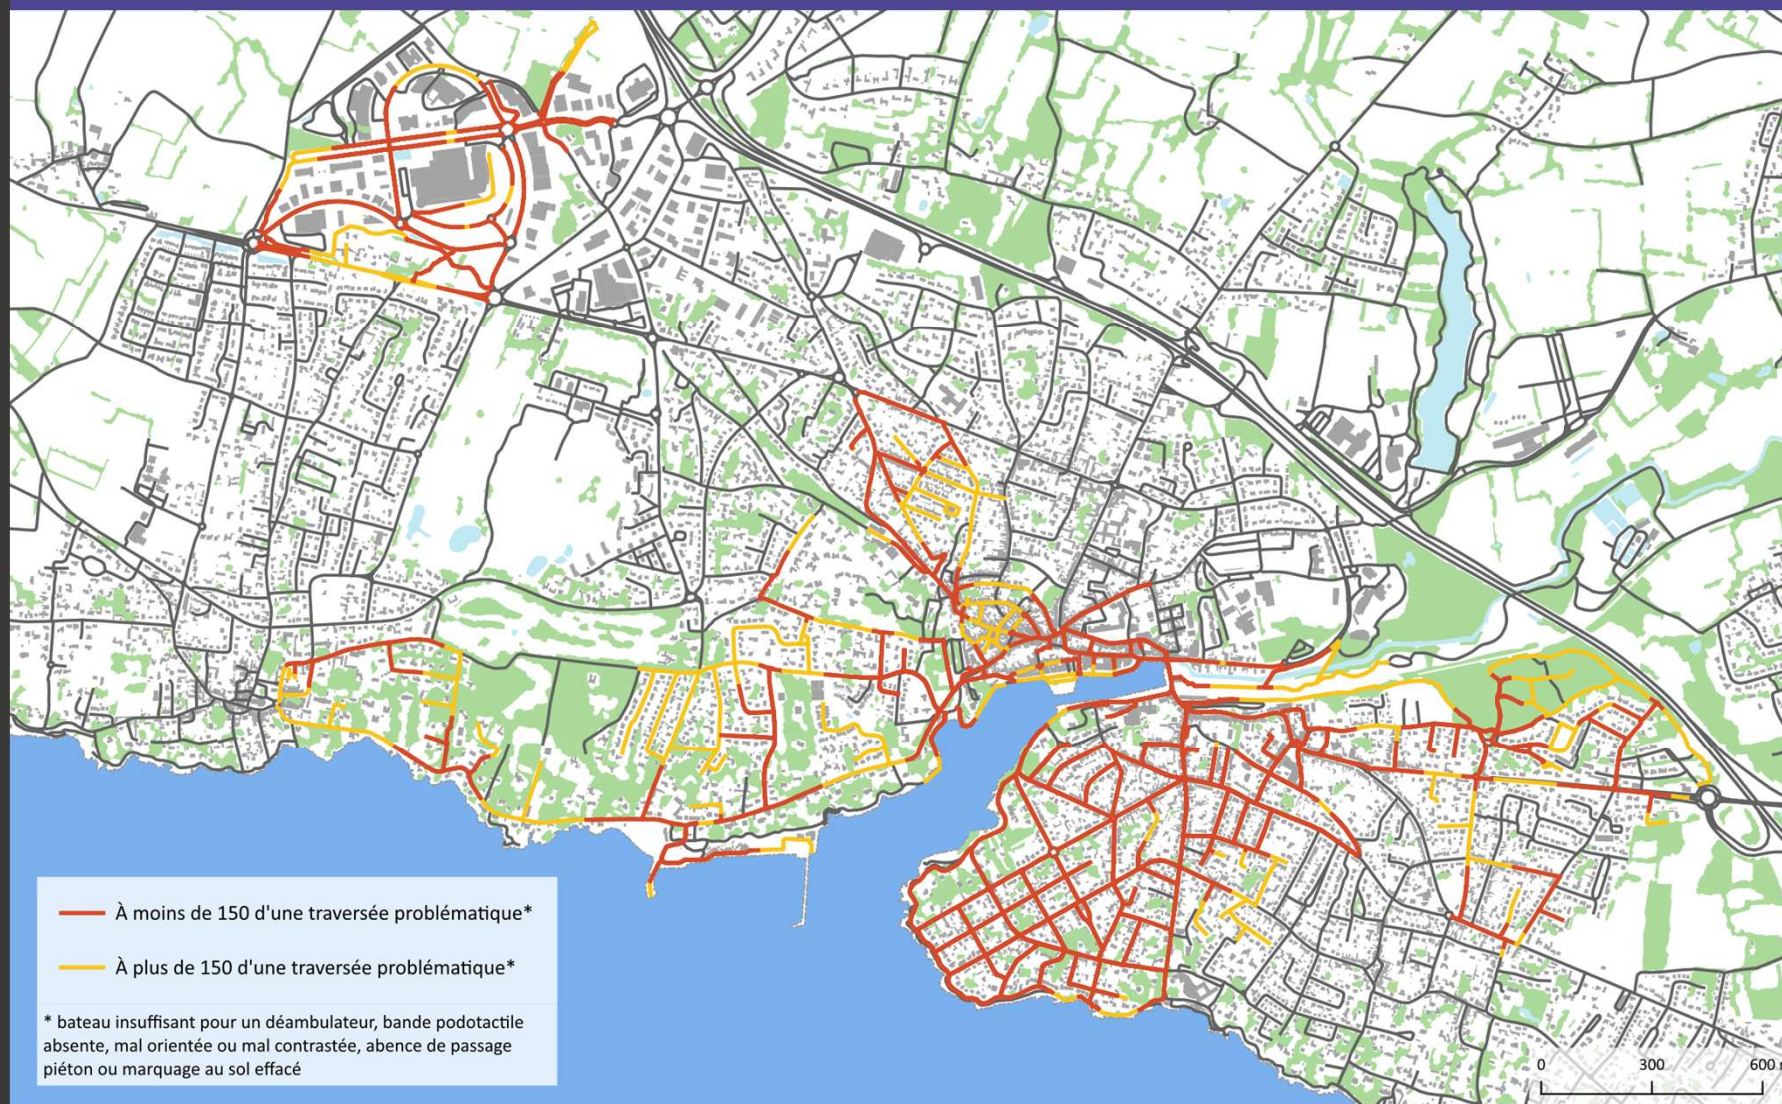 À moins de 150 d'une traversée problématique*
À plus de 150 d'une traversée problématique*
* bateau insuffisant pour un déambulateur, bande podotactile
absente, mal orientée ou mal contrastée, abence de passage
piéton ou marquage au sol effacé
0 300 600